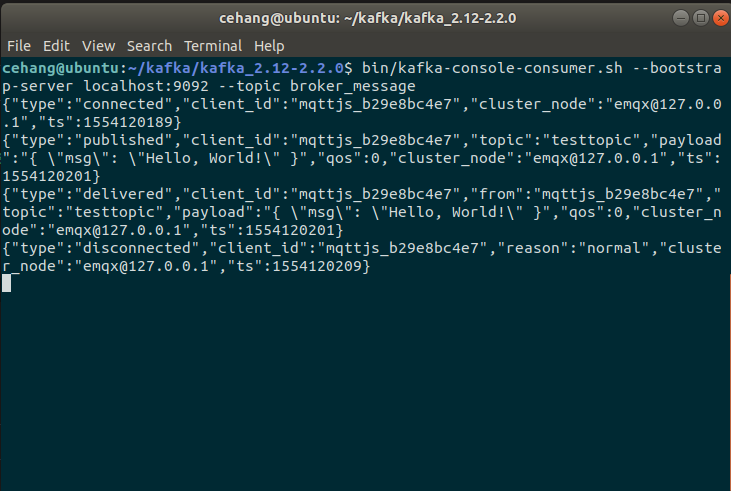 cehang@ubuntu: ~/kafka/kafka_2.12-2.2.0
File Edit View Search Terminal Help
cehang@ubuntu:~/kafka/kafka_2.12-2.2.0$ bin/kafka-console-consumer.sh --bootstra
p-server localhost:9092 --topic broker_message
{"type":"connected","client_id":"mqttjs_b29e8bc4e7","cluster_node":"emqx@127.0.0
.1","ts":1554120189}
{"type":"published","client_id":"mqttjs_b29e8bc4e7","topic":"testtopic","payload
":"{ \"msg\": \"Hello, World!\" }","qos":0,"cluster_node":"emqx@127.0.0.1","ts":
1554120201}
{"type":"delivered","client_id":"mqttjs_b29e8bc4e7","from":"mqttjs_b29e8bc4e7","
topic":"testtopic","payload":"{ \"msg\": \"Hello, World!\" }","qos":0,"cluster_n
ode":"emqx@127.0.0.1","ts":1554120201}
{"type":"disconnected","client_id":"mqttjs_b29e8bc4e7","reason":"normal","cluste
r_node":"emqx@127.0.0.1","ts":1554120209}